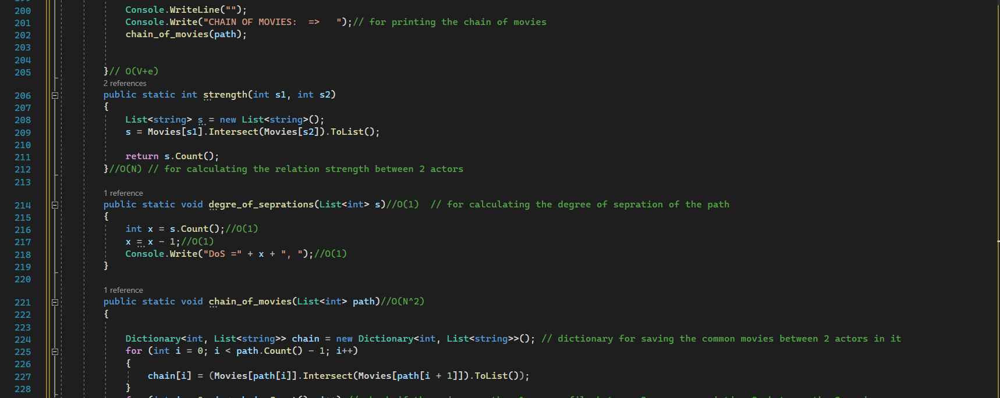 200 Console.WriteLine("");
201 Console.Write("CHAIN OF MOVIES:  =>   ");// for printing the chain of movies
202 chain_of_movies(path);
203
204
205 }// O(V+e)
2 references
206 public static int strength(int s1, int s2)
207 {
208 List<string> s = new List<string>();
209 s = Movies[s1].Intersect(Movies[s2]).ToList();
210
211 return s.Count();
212 }//O(N) // for calculating the relation strength between 2 actors
213
1 reference
214 public static void degre_of_seprations(List<int> s)//O(1)  // for calculating the degree of sepration of the path
215 {
216 int x = s.Count();//O(1)
217 x = x - 1;//O(1)
218 Console.Write("DoS =" + x + ", ");//O(1)
219 }
220
1 reference
221 public static void chain_of_movies(List<int> path)//O(N^2)
222 {
223
224 Dictionary<int, List<string>> chain = new Dictionary<int, List<string>>(); // dictionary for saving the common movies between 2 actors in it
225 for (int i = 0; i < path.Count() - 1; i++)
226 {
227 chain[i] = (Movies[path[i]].Intersect(Movies[path[i + 1]]).ToList());
228 }